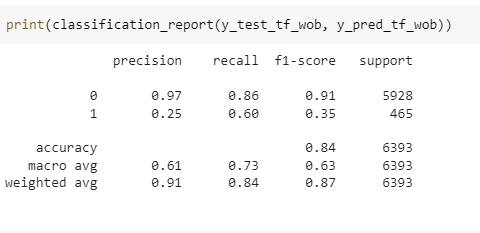 print(classification_report(y_test_tf_wob, y_pred_tf_wob))
precision recall f1-score support
0 0.97 0.86 0.91 5928
1 0.25 0.60 0.35 465
accuracy 0.84 6393
macro avg 0.61 0.73 0.63 6393
weighted avg 0.91 0.84 0.87 6393